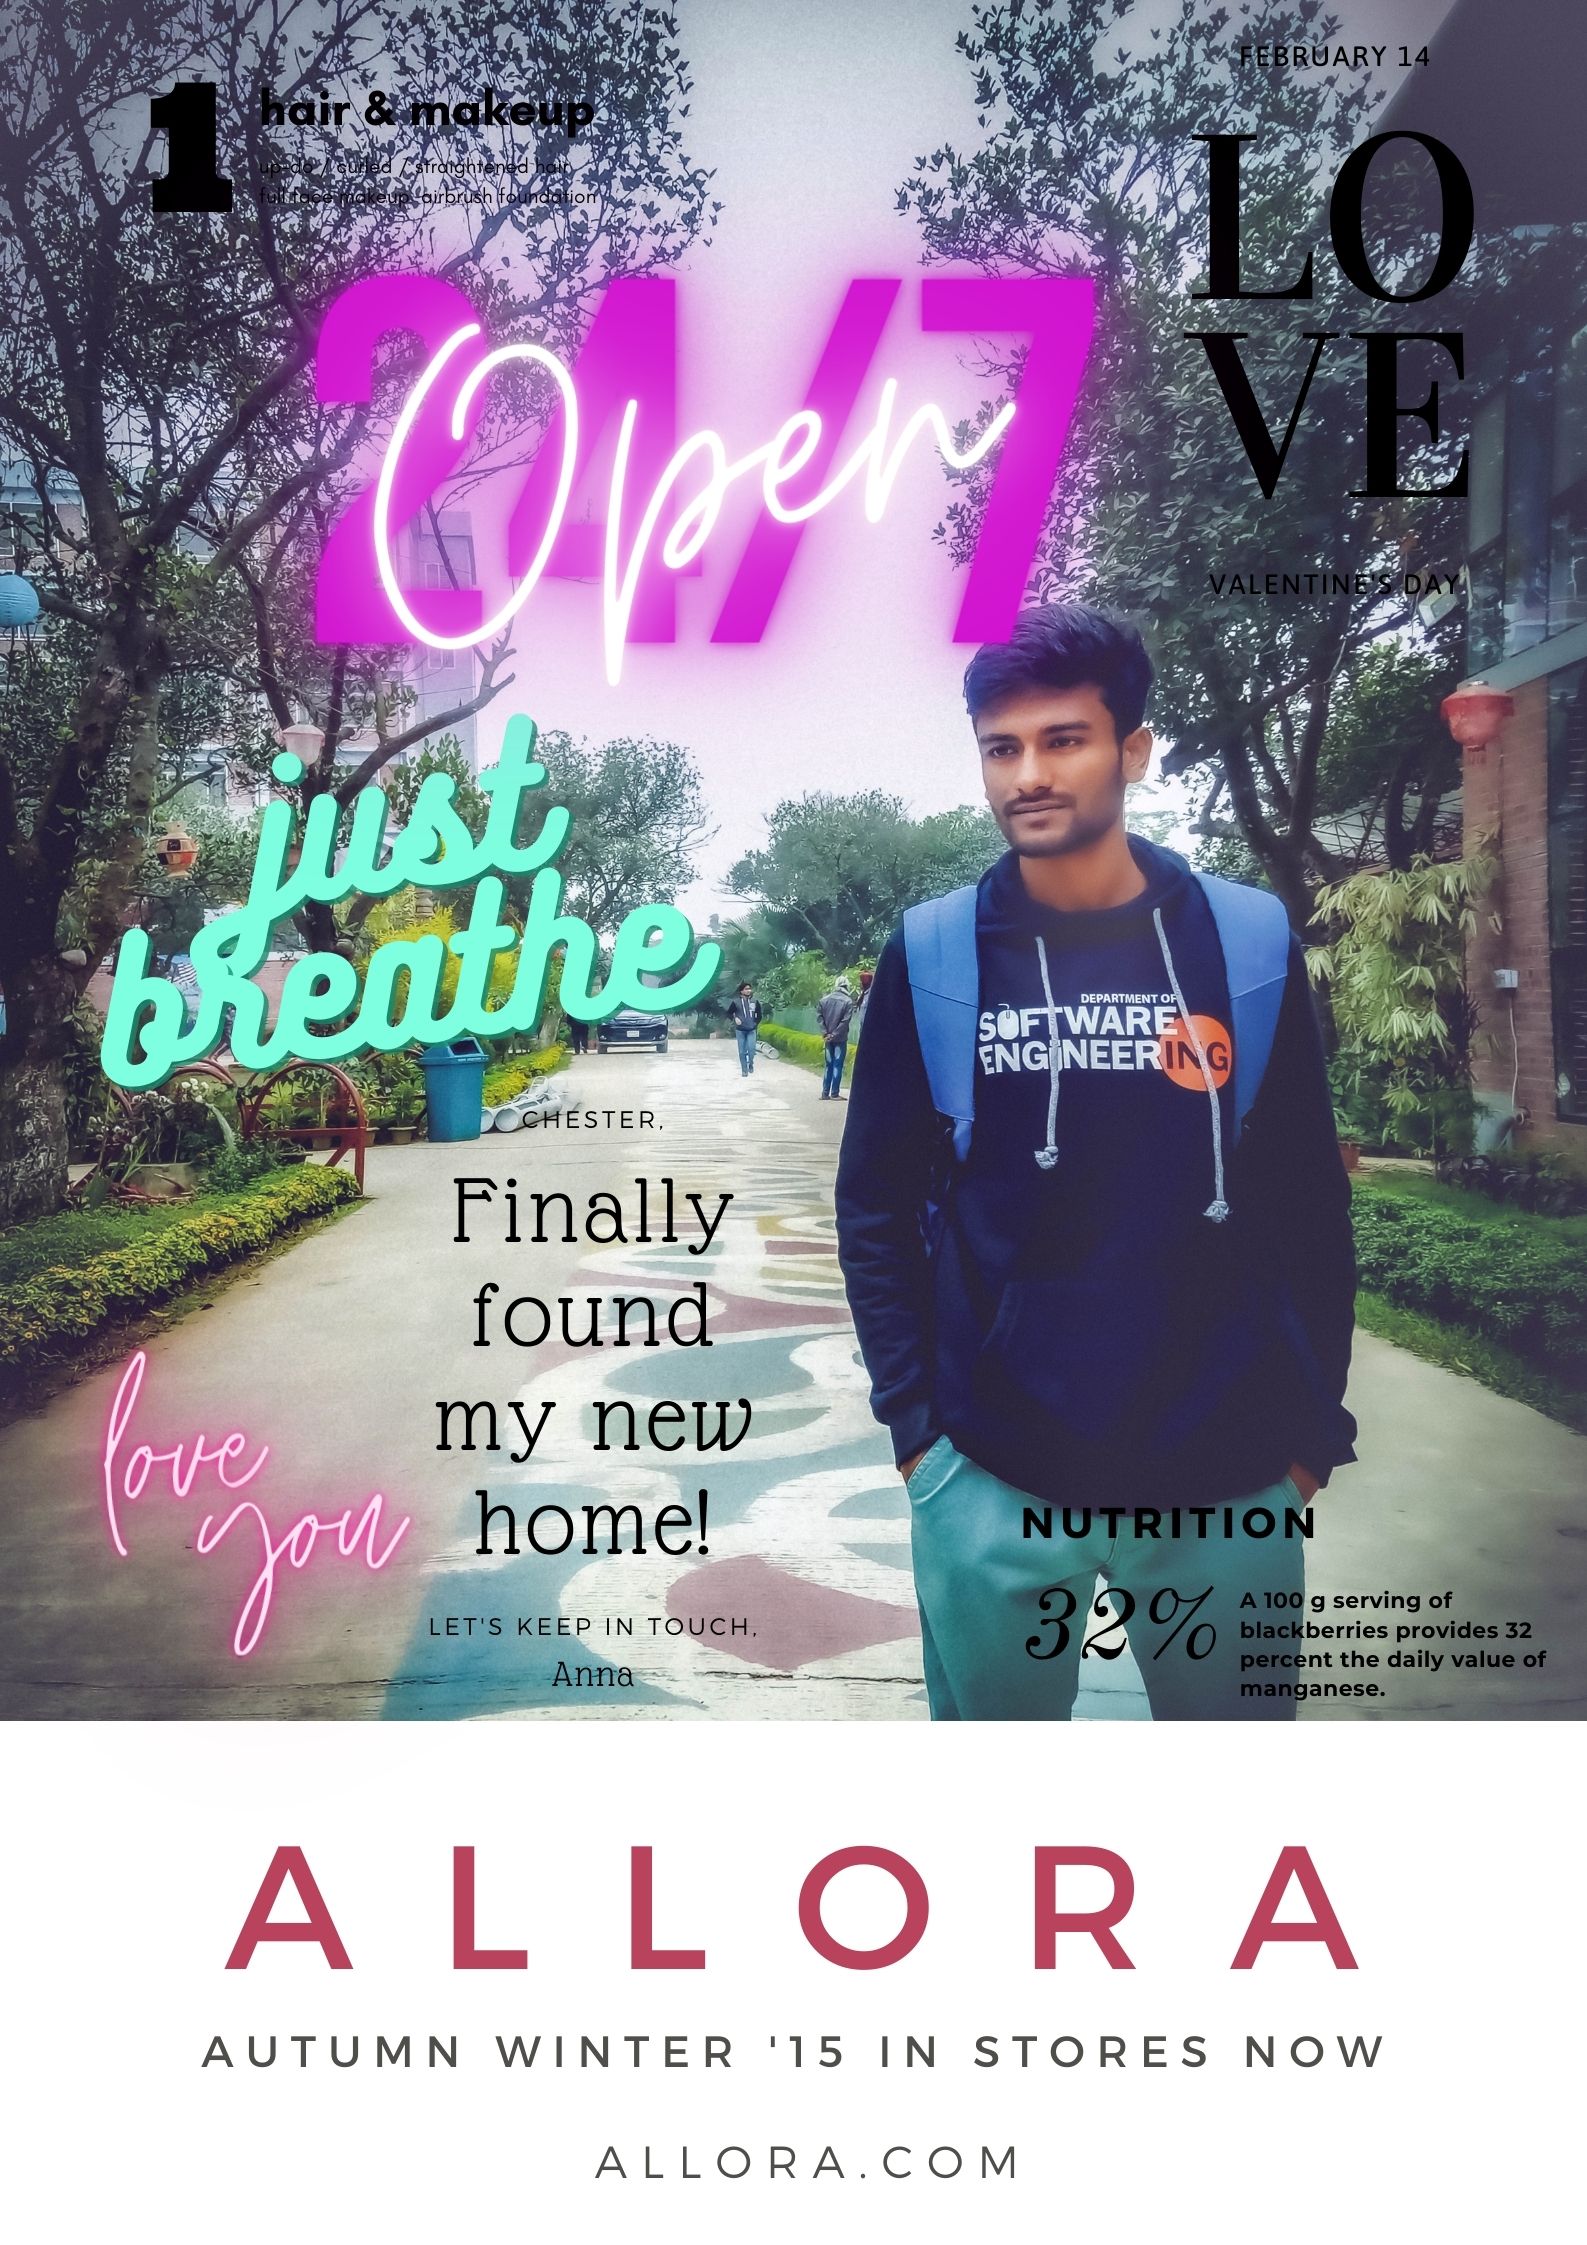 FEBRUARY 14
1
hair & makeup
up-do / curled / straightened hair
full face makeup airbrush foundation
LO
VE
VALENTINE'S DAY
24/7
Open
just
breathe
DEPARTMENT OF
SOFTWARE
ENGINEERING
CHESTER,
Finally
found
my new
home!
LET'S KEEP IN TOUCH,
Anna
love
you
NUTRITION
32%
A 100 g serving of
blackberries provides 32
percent the daily value of
manganese.
ALLORA
AUTUMN WINTER '15 IN STORES NOW
ALLORA.COM